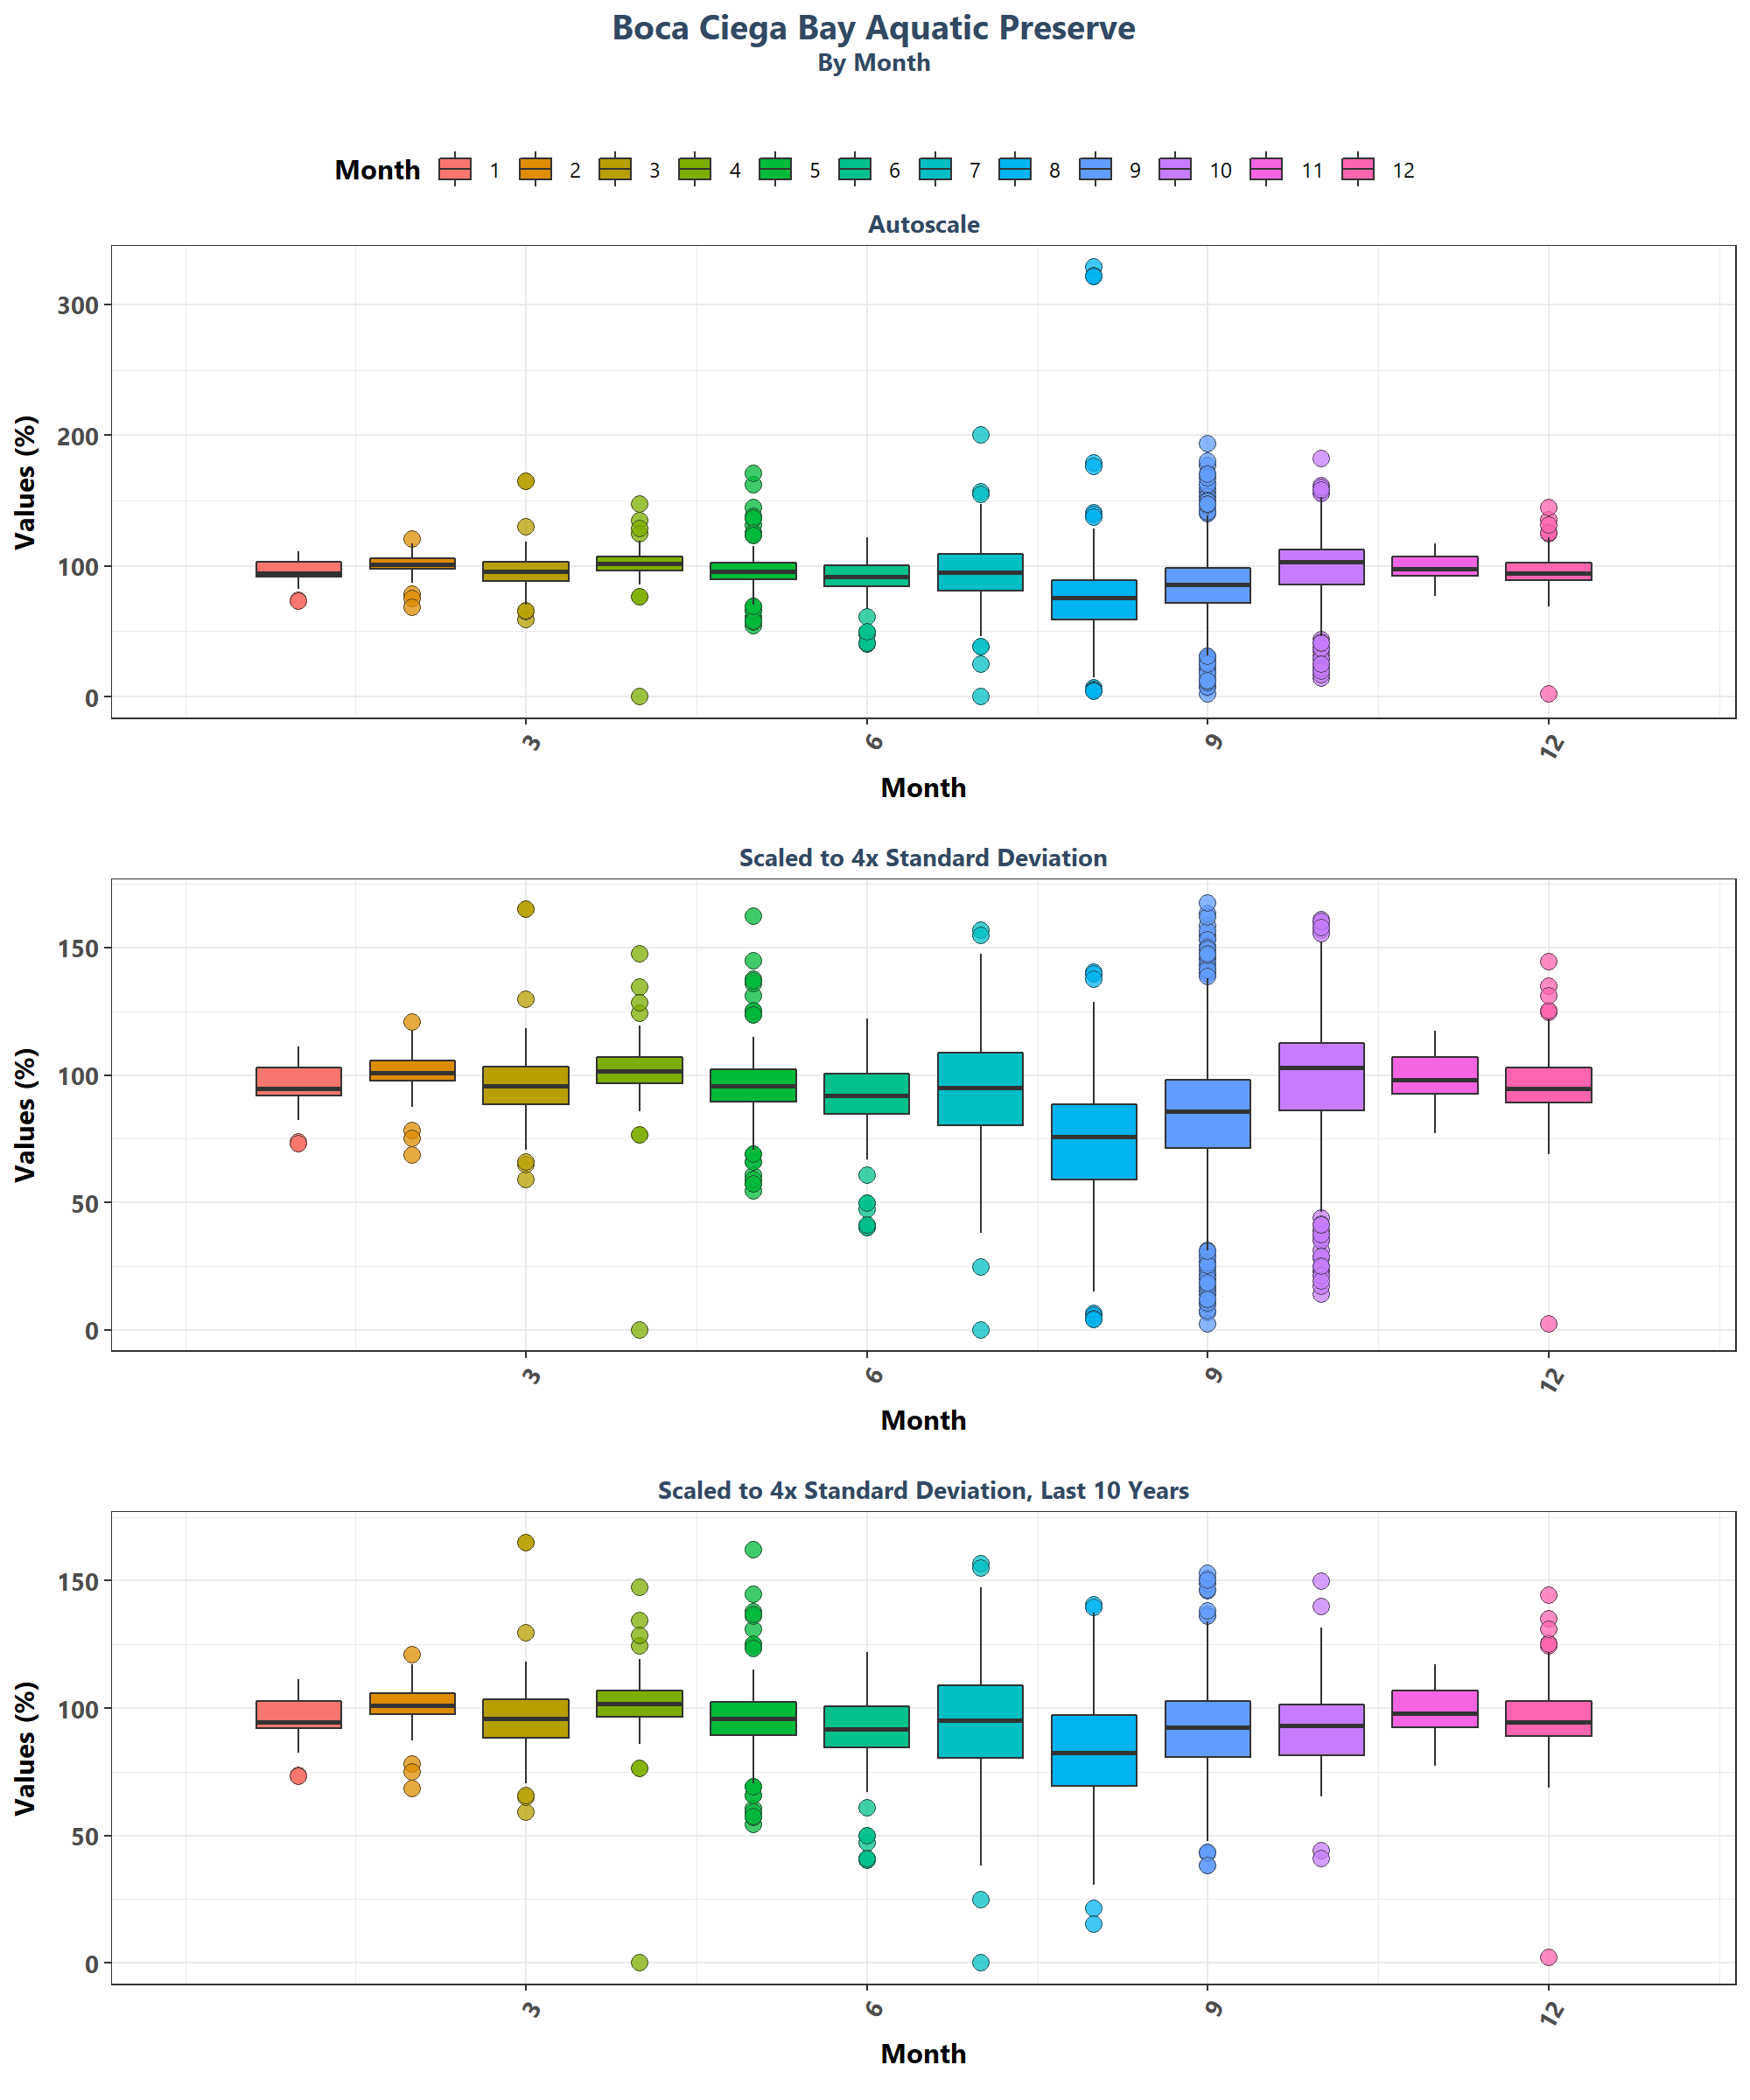 Boca Ciega Bay Aquatic Preserve
By Month
Month 1 2 3 4 5 6 7 8 9 10 11 12
Autoscale
Values (%)
300
200
100
0
3 6 9 12
Month
Scaled to 4x Standard Deviation
Values (%)
150
100
50
0
3 6 9 12
Month
Scaled to 4x Standard Deviation, Last 10 Years
Values (%)
150
100
50
0
3 6 9 12
Month